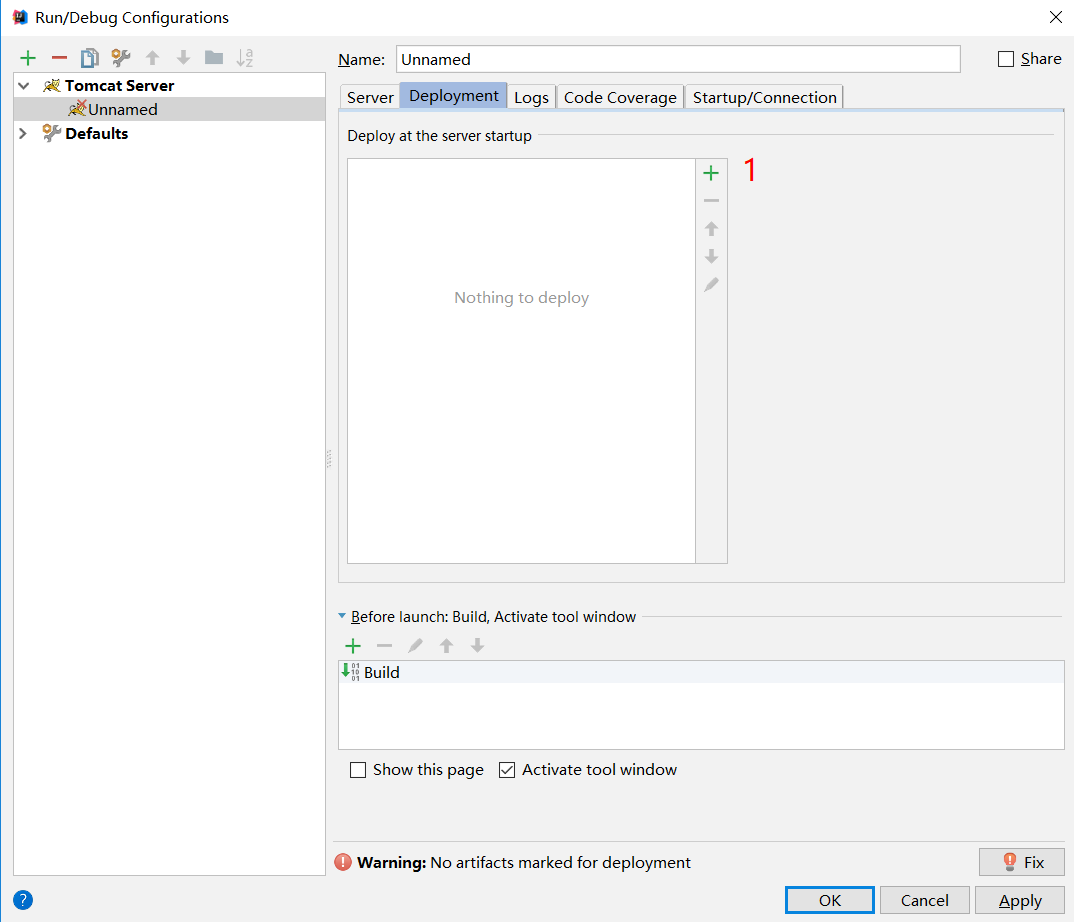 Run/Debug Configurations
Name: Unnamed
Share
Tomcat Server
Unnamed
Defaults
Server Deployment Logs Code Coverage Startup/Connection
Deploy at the server startup
1
Nothing to deploy
Before launch: Build, Activate tool window
Build
Show this page Activate tool window
Warning: No artifacts marked for deployment
Fix
? OK Cancel Apply